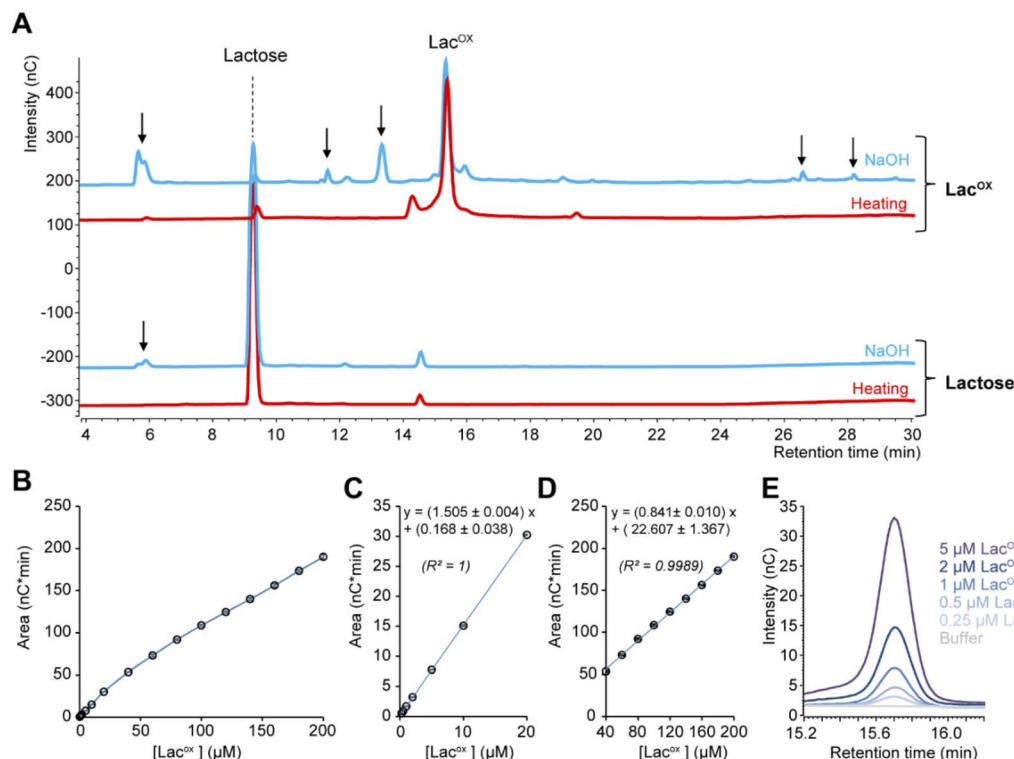 A
Lactose
Lac^OX
Intensity (nC)
400
300
200
100
0
-100
-200
-300
NaOH
Heating
Lac^OX
NaOH
Heating
Lactose
4 6 8 10 12 14 16 18 20 22 24 26 28 30
Retention time (min)
B
Area (nC*min)
250
200
150
100
50
0
0 50 100 150 200
[Lac^ox ] (µM)
C
y = (1.505 ± 0.004) x
+ (0.168 ± 0.038)
(R² = 1)
Area (nC*min)
35
30
25
20
15
10
5
0
0 5 10 15 20
[Lac^ox ] (µM)
D
y = (0.841± 0.010) x
+ ( 22.607 ± 1.367)
(R² = 0.9989)
Area (nC*min)
250
200
150
100
50
0
40 80 120 160 200
[Lac^ox ] (µM)
E
Intensity (nC)
35
30
25
20
15
10
5
0
5 µM Lac^O
2 µM Lac^O
1 µM Lac^O
0.5 µM Lac
0.25 µM La
Buffer
15.2 15.6 16.0
Retention time (min)